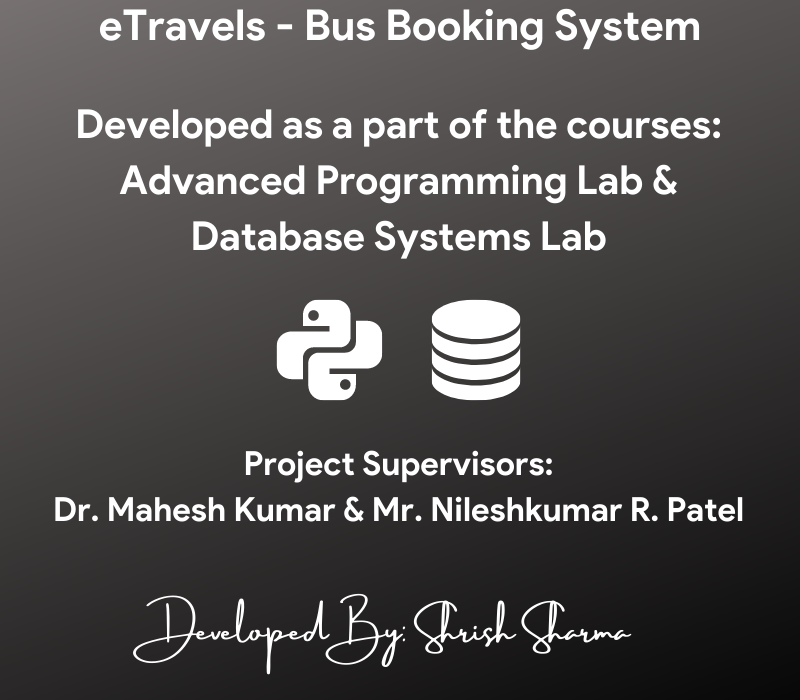 eTravels - Bus Booking System
Developed as a part of the courses:
Advanced Programming Lab &
Database Systems Lab
Project Supervisors:
Dr. Mahesh Kumar & Mr. Nileshkumar R. Patel
Developed By: Shrish Sharma